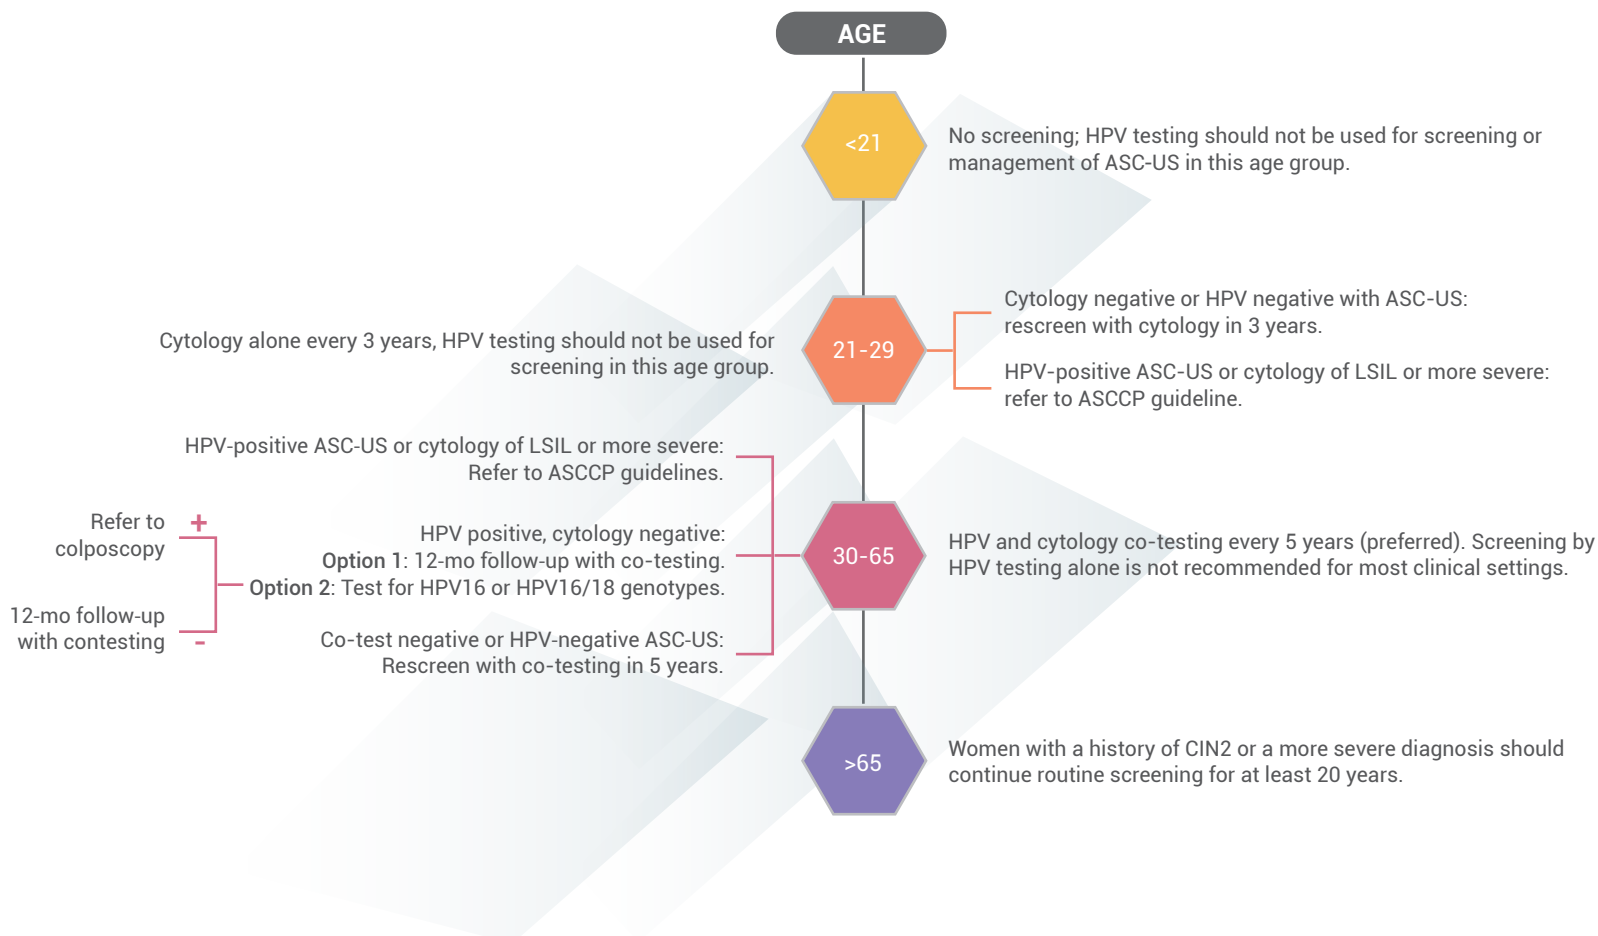 AGE
<21
No screening; HPV testing should not be used for screening or
management of ASC-US in this age group.
21-29
Cytology alone every 3 years, HPV testing should not be used for
screening in this age group.
Cytology negative or HPV negative with ASC-US:
rescreen with cytology in 3 years.
HPV-positive ASC-US or cytology of LSIL or more severe:
refer to ASCCP guideline.
30-65
HPV and cytology co-testing every 5 years (preferred). Screening by
HPV testing alone is not recommended for most clinical settings.
HPV-positive ASC-US or cytology of LSIL or more severe:
Refer to ASCCP guidelines.
HPV positive, cytology negative:
Option 1: 12-mo follow-up with co-testing.
Option 2: Test for HPV16 or HPV16/18 genotypes.
+
Refer to
colposcopy
12-mo follow-up
with contesting
-
Co-test negative or HPV-negative ASC-US:
Rescreen with co-testing in 5 years.
>65
Women with a history of CIN2 or a more severe diagnosis should
continue routine screening for at least 20 years.